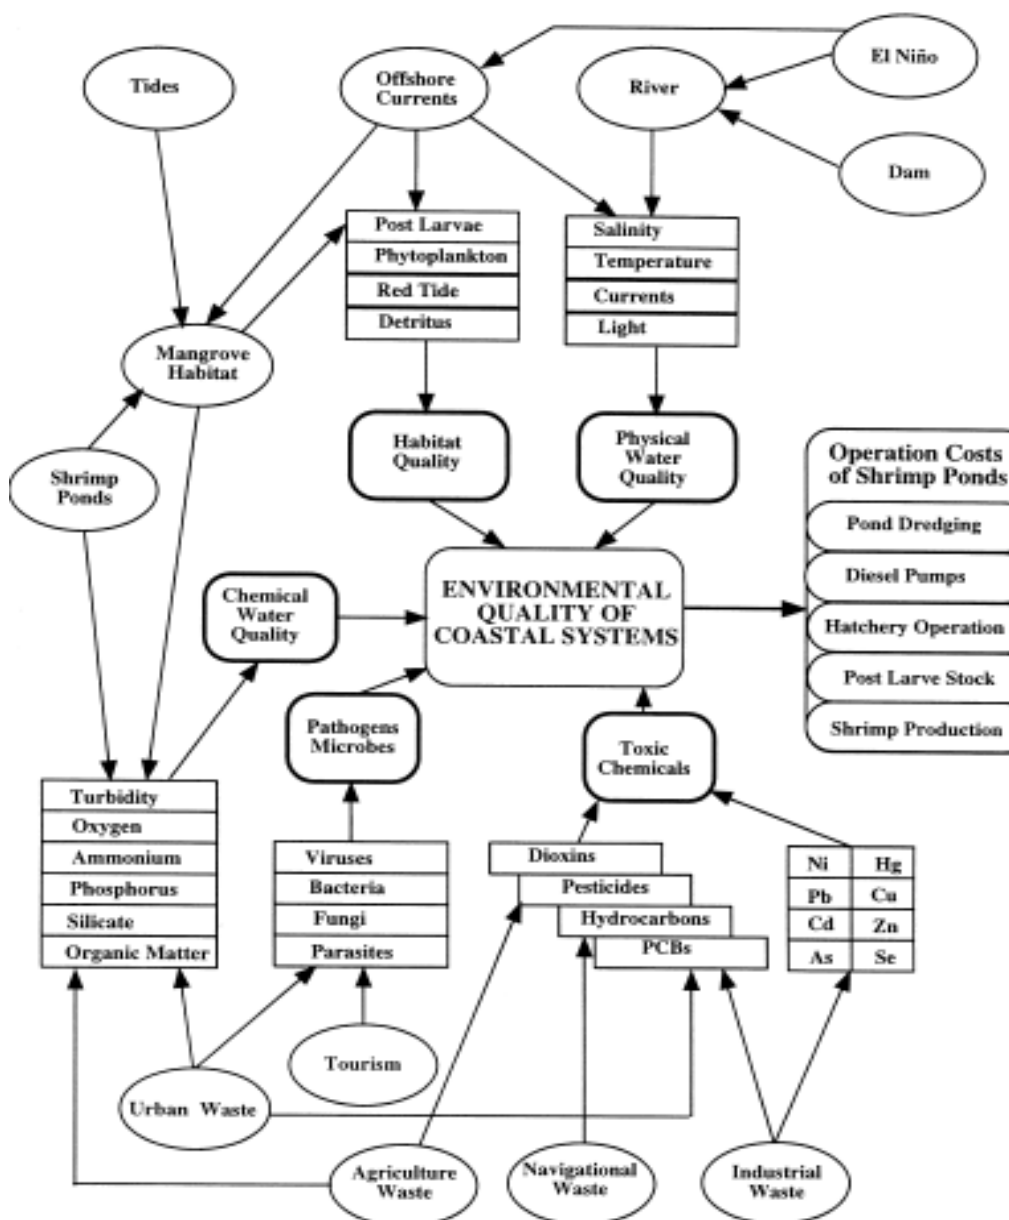 El Niño
Tides
Offshore
Currents
River
Dam
Post Larvae
Phytoplankton
Red Tide
Detritus
Salinity
Temperature
Currents
Light
Mangrove
Habitat
Habitat
Quality
Physical
Water
Quality
Operation Costs
of Shrimp Ponds
Pond Dredging
Diesel Pumps
Hatchery Operation
Post Larve Stock
Shrimp Production
Shrimp
Ponds
Chemical
Water
Quality
ENVIRONMENTAL
QUALITY OF
COASTAL SYSTEMS
Pathogens
Microbes
Toxic
Chemicals
Turbidity
Oxygen
Ammonium
Phosphorus
Silicate
Organic Matter
Viruses
Bacteria
Fungi
Parasites
Dioxins
Pesticides
Hydrocarbons
PCBs
Ni Hg
Pb Cu
Cd Zn
As Se
Tourism
Urban Waste
Agriculture
Waste
Navigational
Waste
Industrial
Waste